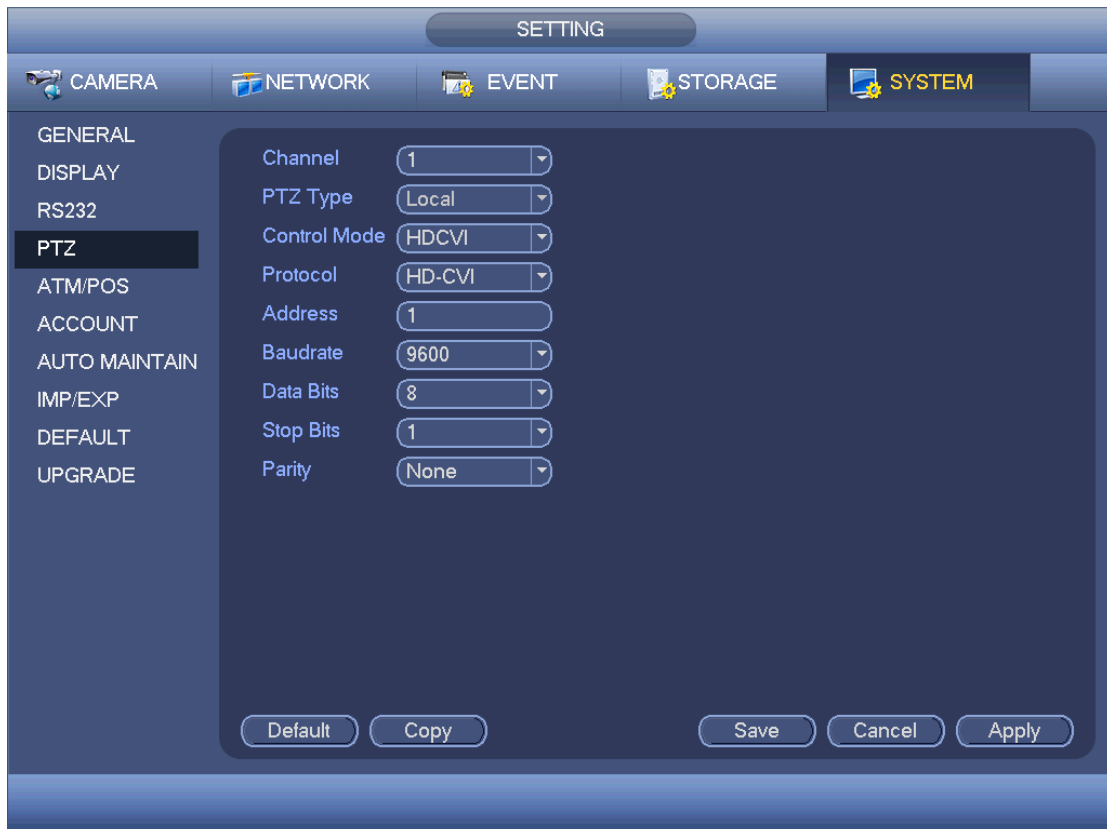 SETTING
CAMERA NETWORK EVENT STORAGE SYSTEM
GENERAL
DISPLAY
RS232
PTZ
ATM/POS
ACCOUNT
AUTO MAINTAIN
IMP/EXP
DEFAULT
UPGRADE
Channel 1
PTZ Type Local
Control Mode HDCVI
Protocol HD-CVI
Address 1
Baudrate 9600
Data Bits 8
Stop Bits 1
Parity None
Default Copy Save Cancel Apply